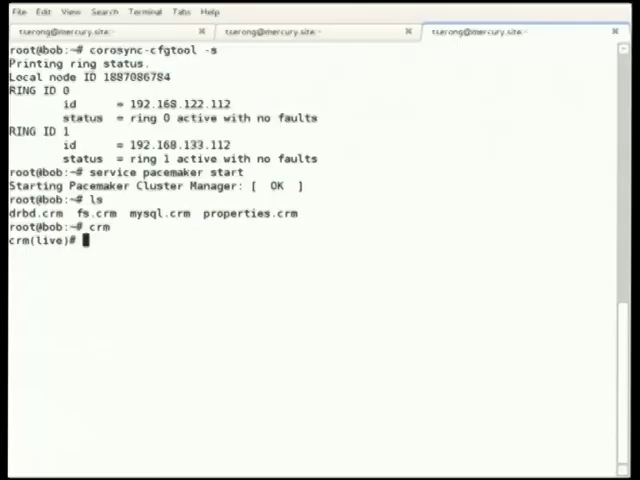 File Edit View Search Terminal Tabs Help
tserong@mercury.site:~ tserong@mercury.site:~ tserong@mercury.site:~
root@bob:~# corosync-cfgtool -s
Printing ring status.
Local node ID 1887086784
RING ID 0
id = 192.168.122.112
status = ring 0 active with no faults
RING ID 1
id = 192.168.133.112
status = ring 1 active with no faults
root@bob:~# service pacemaker start
Starting Pacemaker Cluster Manager: [ OK ]
root@bob:~# ls
drbd.crm fs.crm mysql.crm properties.crm
root@bob:~# crm
crm(live)#